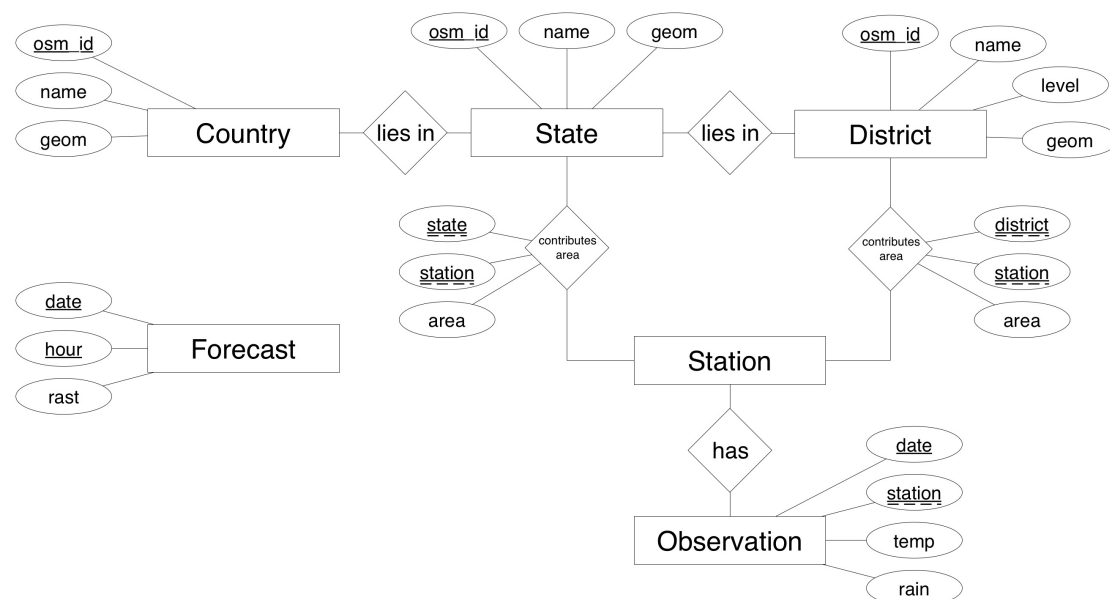 osm_id
name
geom
Country
lies in
osm_id
name
geom
State
lies in
osm_id
name
level
geom
District
state
station
area
contributes
area
contributes
area
district
station
area
date
hour
rast
Forecast
Station
has
Observation
date
station
temp
rain